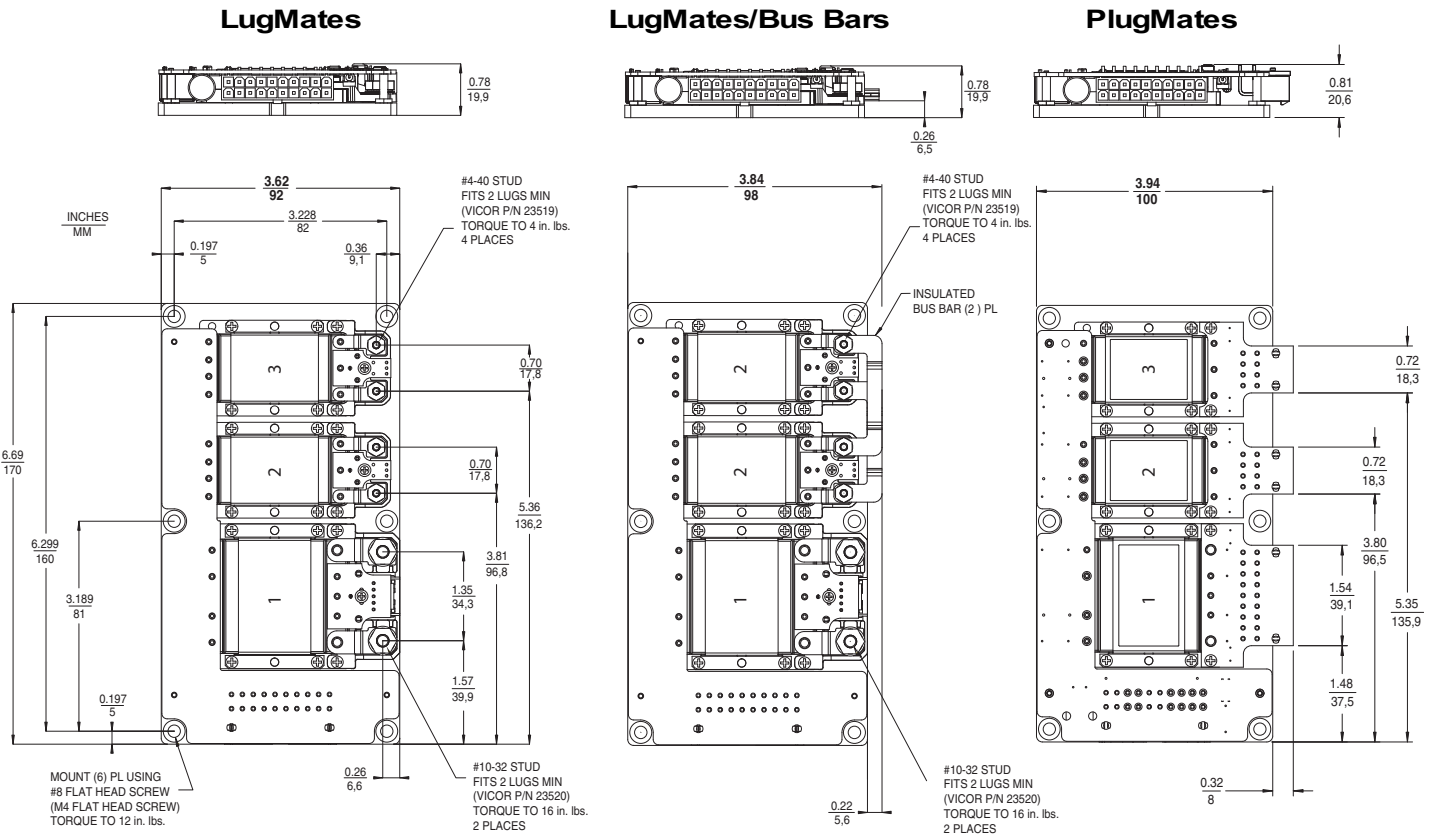 LugMates
LugMates/Bus Bars
PlugMates
0.78
19,9
0.78
19,9
0.26
6,5
0.81
20,6
INCHES
MM
3.62
92
3.228
82
0.197
5
0.36
9,1
#4-40 STUD
FITS 2 LUGS MIN
(VICOR P/N 23519)
TORQUE TO 4 in. lbs.
4 PLACES
3
2
1
0.70
17,8
0.70
17,8
5.36
136,2
3.81
96,8
1.35
34,3
1.57
39,9
6.69
170
6.299
160
3.189
81
0.197
5
0.26
6,6
MOUNT (6) PL USING
#8 FLAT HEAD SCREW
(M4 FLAT HEAD SCREW)
TORQUE TO 12 in. lbs.
#10-32 STUD
FITS 2 LUGS MIN
(VICOR P/N 23520)
TORQUE TO 16 in. lbs.
2 PLACES
3.84
98
#4-40 STUD
FITS 2 LUGS MIN
(VICOR P/N 23519)
TORQUE TO 4 in. lbs.
4 PLACES
INSULATED
BUS BAR (2 ) PL
2
2
1
0.22
5,6
#10-32 STUD
FITS 2 LUGS MIN
(VICOR P/N 23520)
TORQUE TO 16 in. lbs.
2 PLACES
3.94
100
3
2
1
0.72
18,3
0.72
18,3
3.80
96,5
1.54
39,1
5.35
135,9
1.48
37,5
0.32
8